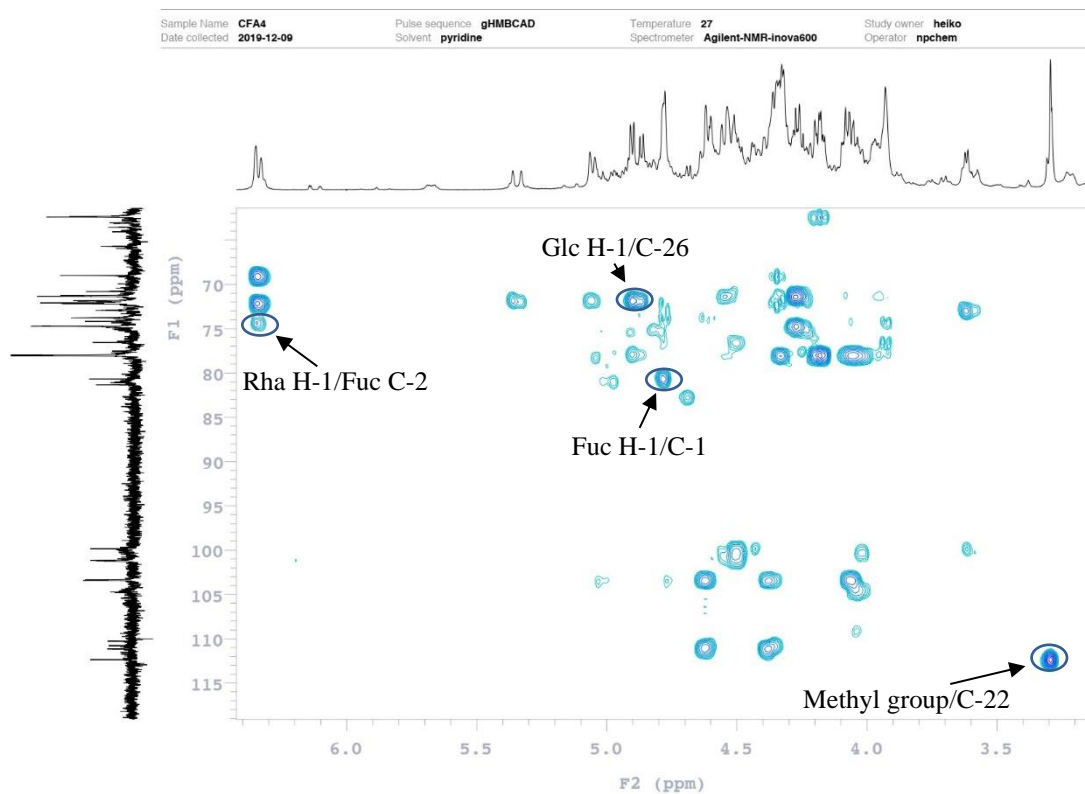 Sample Name CFA4 Pulse sequence gHMBCAD Temperature 27 Study owner heiko
Date collected 2019-12-09 Solvent pyridine Spectrometer Agilent-NMR-inova600 Operator npchem
Glc H-1/C-26
Rha H-1/Fuc C-2
Fuc H-1/C-1
Methyl group/C-22
F1 (ppm)
70
75
80
85
90
95
100
105
110
115
6.0 5.5 5.0 4.5 4.0 3.5
F2 (ppm)